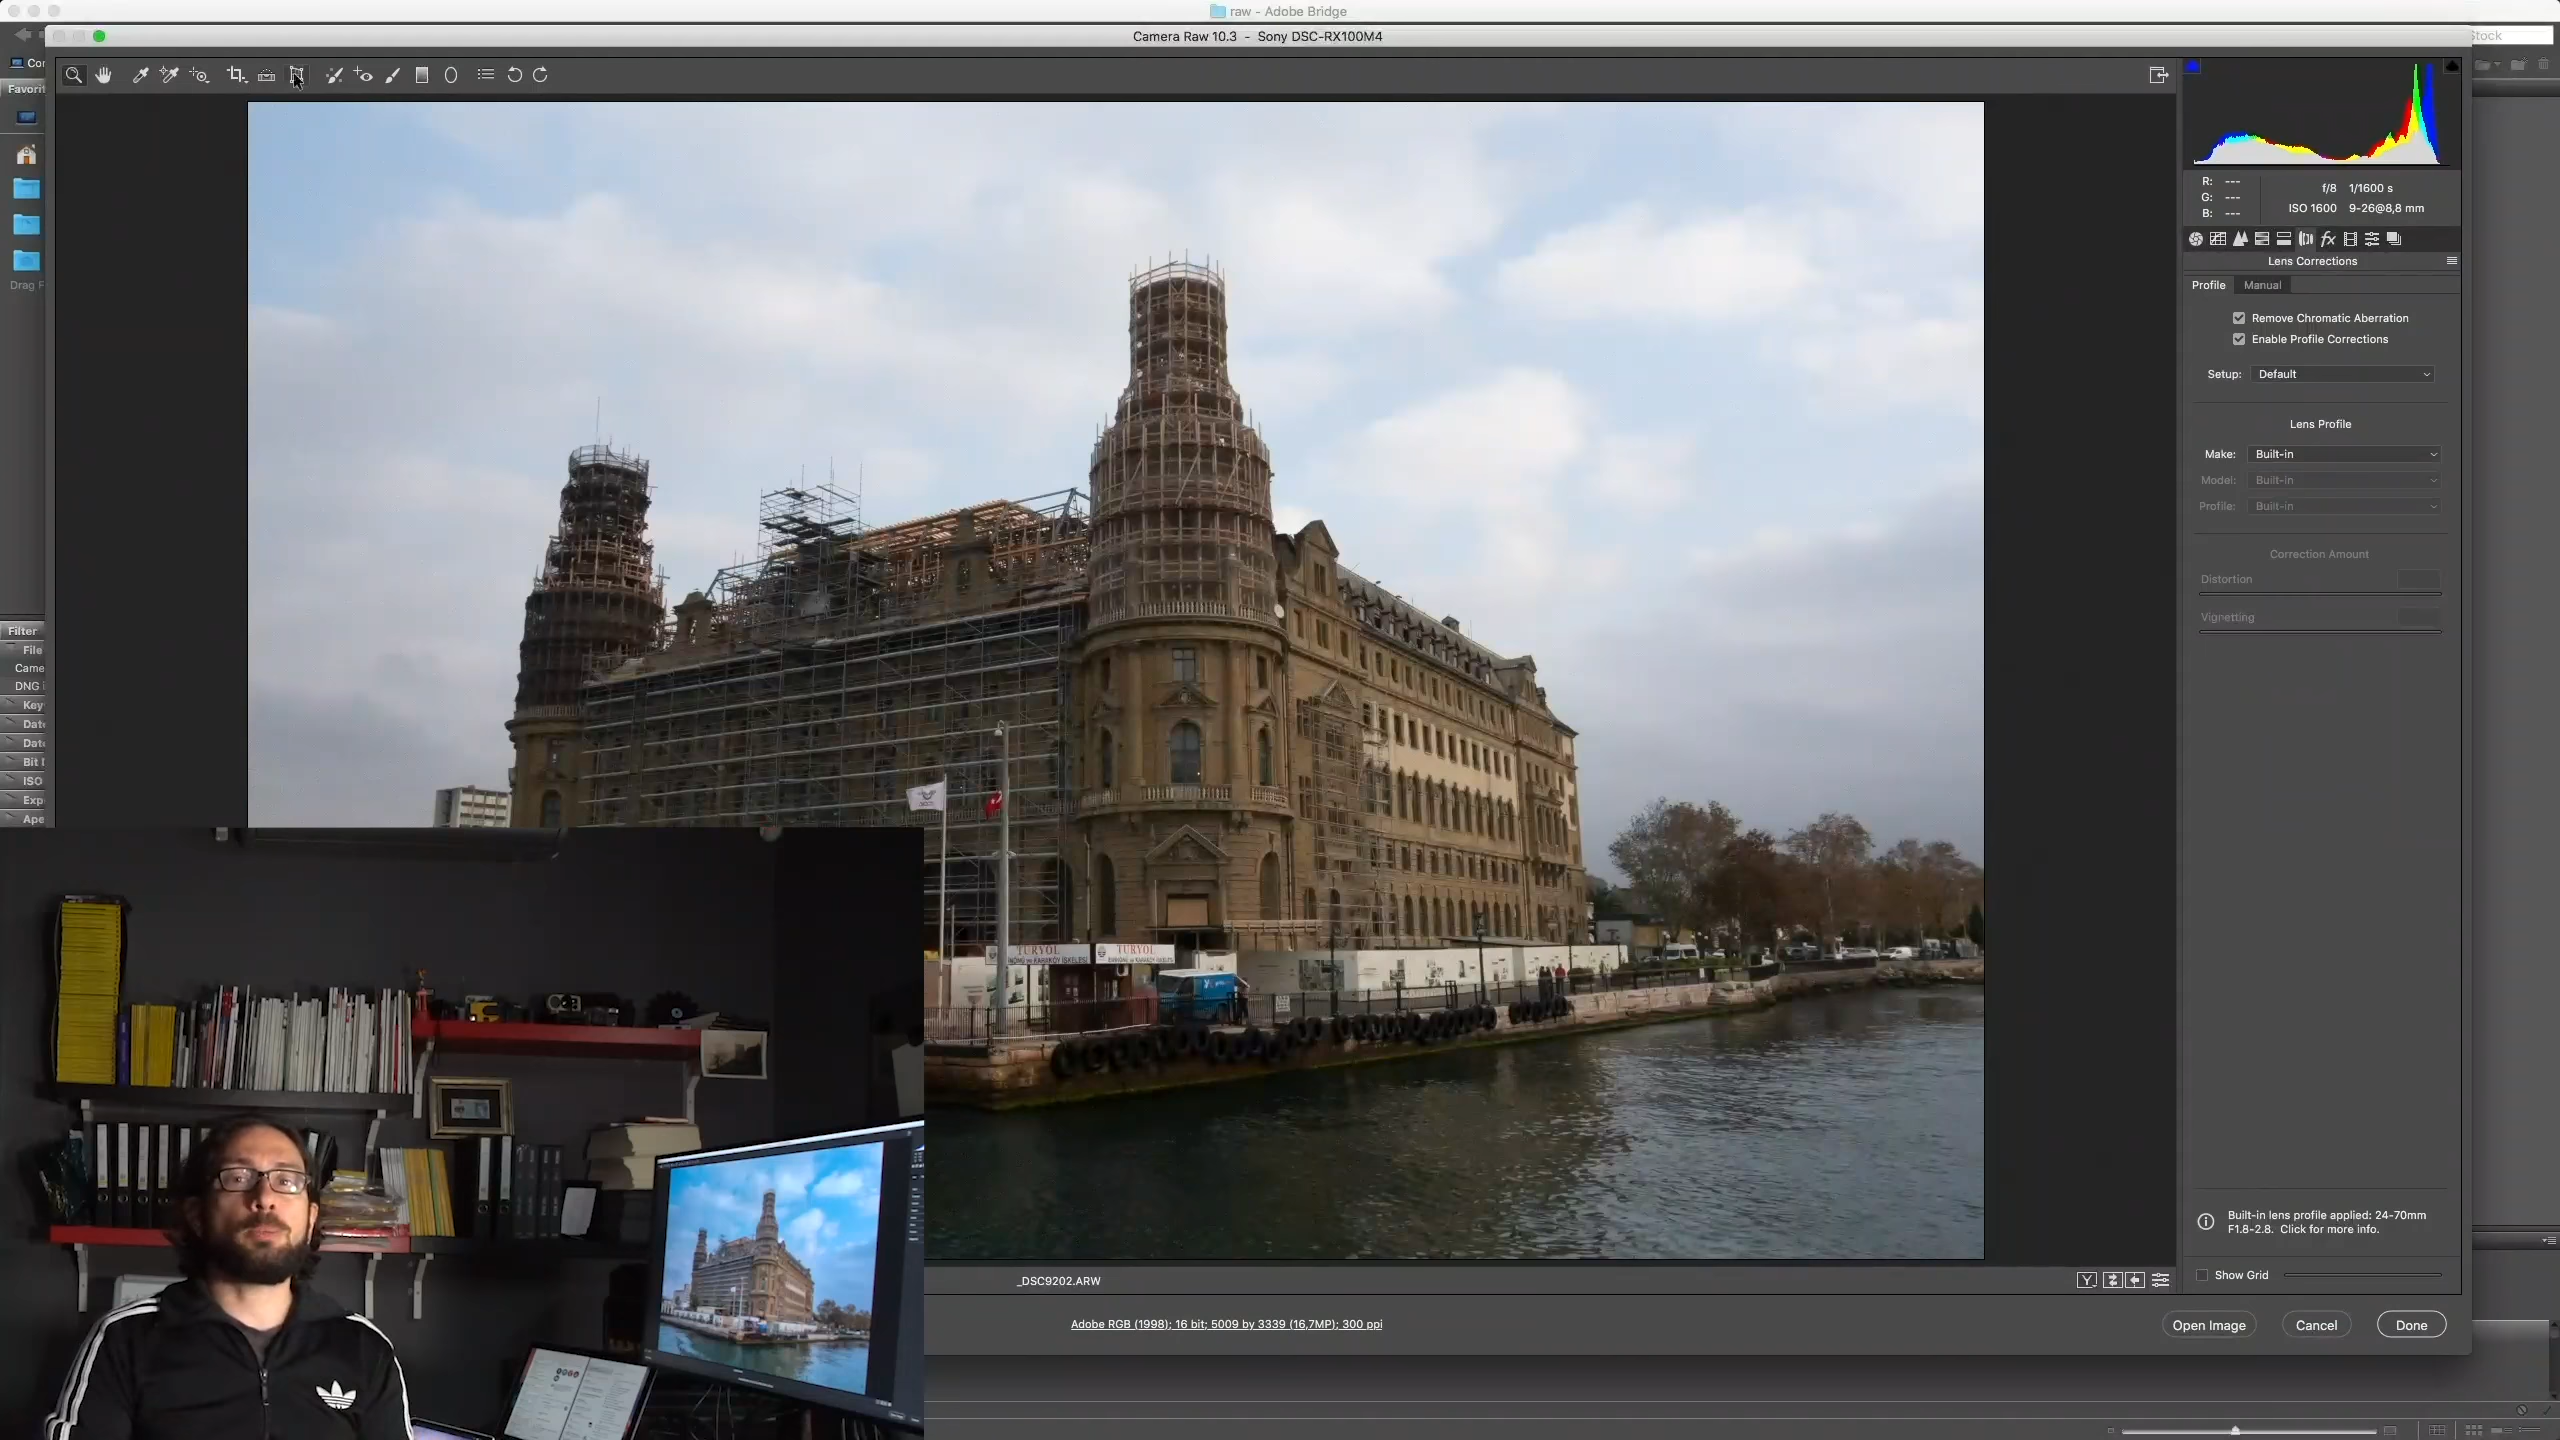 raw - Adobe Bridge
Camera Raw 10.3 - Sony DSC-RX100M4
Stock
Favorit
Drag F
R: ---
G: ---
B: ---
f/8 1/1600 s
ISO 1600 9-26@8,8 mm
Lens Corrections
Profile Manual
Remove Chromatic Aberration
Enable Profile Corrections
Setup: Default
Lens Profile
Make: Built-in
Model: Built-in
Profile: Built-in
Correction Amount
Distortion
Vignetting
Filter
File
Came
DNG
Key
Date
Date
Bit
ISO
Exp
Ape
TURYOL
TURYOL
adidas
Built-in lens profile applied: 24-70mm
F1.8-2.8. Click for more info.
Show Grid
_DSC9202.ARW
Adobe RGB (1998); 16 bit; 5009 by 3339 (16,7MP); 300 ppi
Open Image Cancel Done